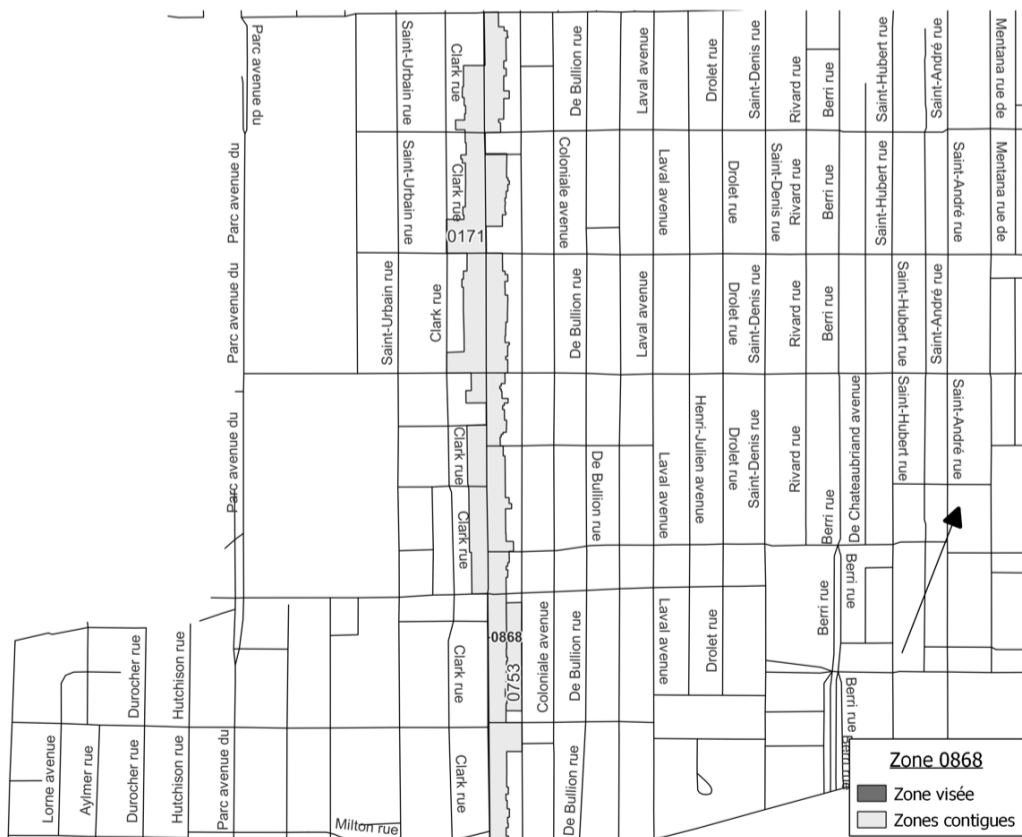 Parc avenue du
Saint-Urbain rue
Clark rue
De Bullion rue
Laval avenue
Drolet rue
Saint-Denis rue
Rivard rue
Berri rue
Saint-Hubert rue
Saint-André rue
Mentana rue de
Parc avenue du
Saint-Urbain rue
Clark rue
0171
Coloniale avenue
Laval avenue
Drolet rue
Saint-Denis rue
Rivard rue
Berri rue
Saint-Hubert rue
Saint-André rue
Mentana rue de
Parc avenue du
Saint-Urbain rue
Clark rue
De Bullion rue
Laval avenue
Drolet rue
Saint-Denis rue
Rivard rue
Berri rue
Saint-Hubert rue
Saint-André rue
Parc avenue du
Clark rue
Clark rue
De Bullion rue
Laval avenue
Henri-Julien avenue
Drolet rue
Saint-Denis rue
Rivard rue
Berri rue
De Chateaubriand avenue
Saint-Hubert rue
Saint-André rue
Durocher rue
Hutchison rue
Clark rue
0868
0753
Coloniale avenue
De Bullion rue
Laval avenue
Drolet rue
Berri rue
Berri rue
Lorne avenue
Aylmer rue
Durocher rue
Hutchison rue
Parc avenue du
Milton rue
Clark rue
De Bullion rue
Berri rue
Zone 0868
Zone visée
Zones contigues